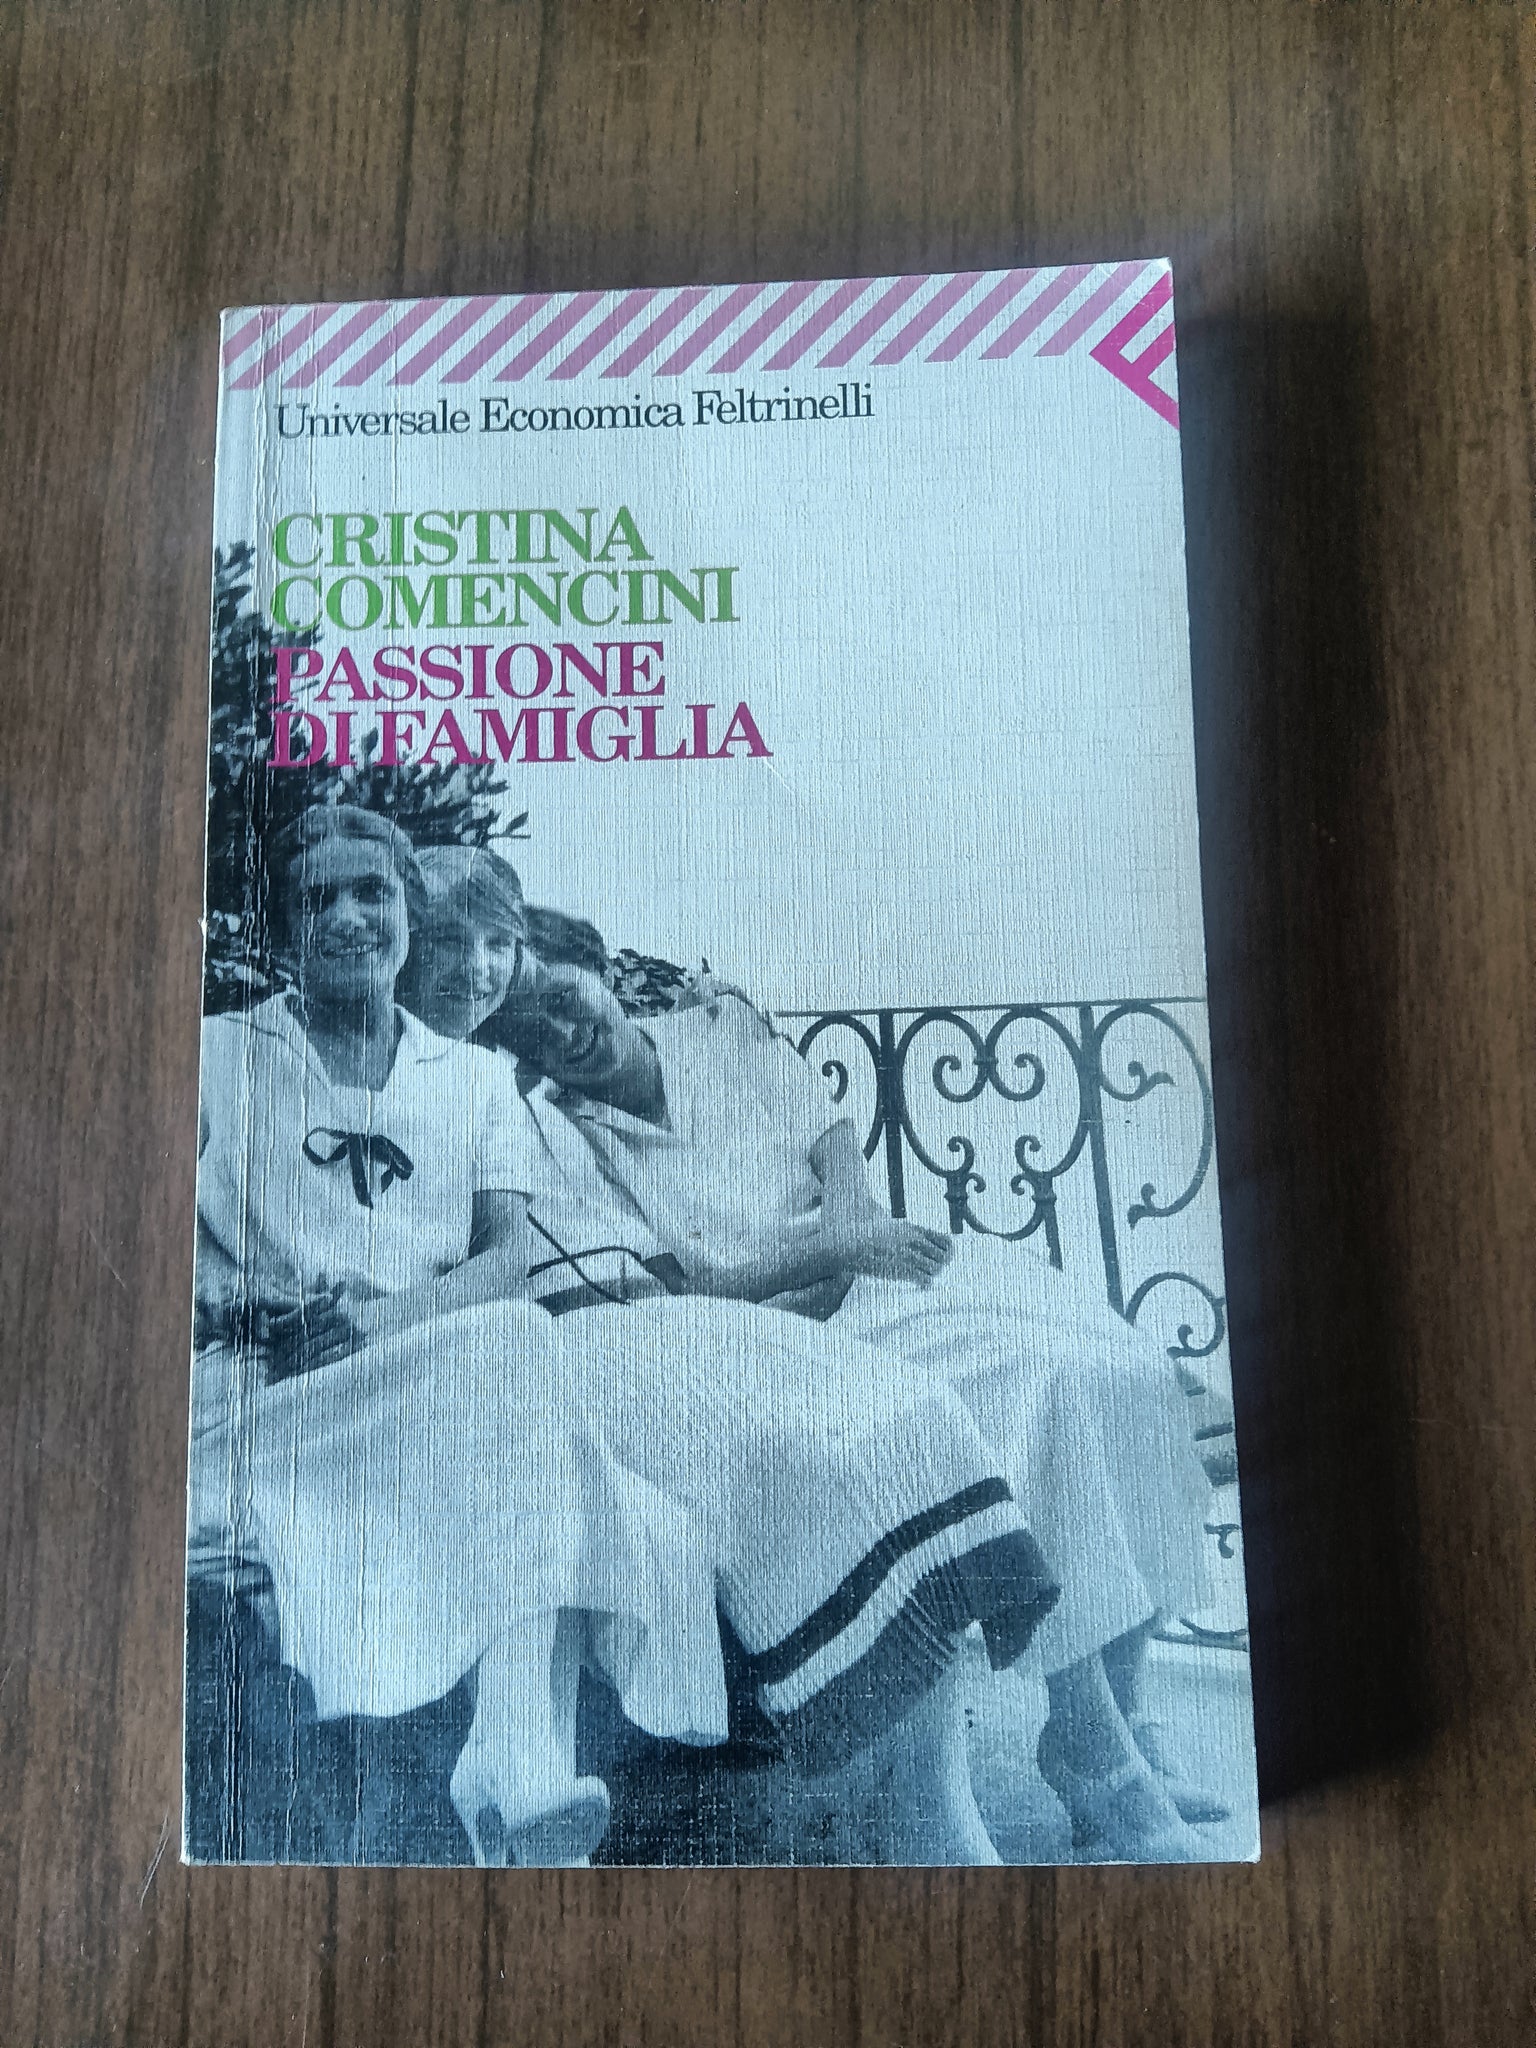 Universale Economica Feltrinelli
CRISTINA
COMENCINI
PASSIONE
DI FAMIGLIA